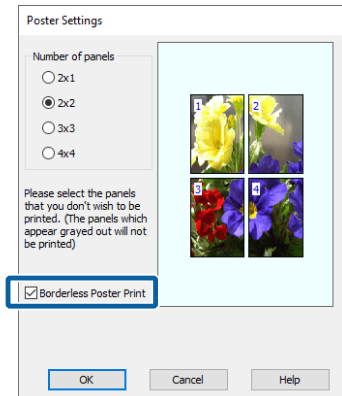 Poster Settings
Number of panels
2x1
2x2
3x3
4x4
Please select the panels
that you don't wish to be
printed. (The panels which
appear grayed out will not
be printed)
Borderless Poster Print
1 2
3 4
OK Cancel Help